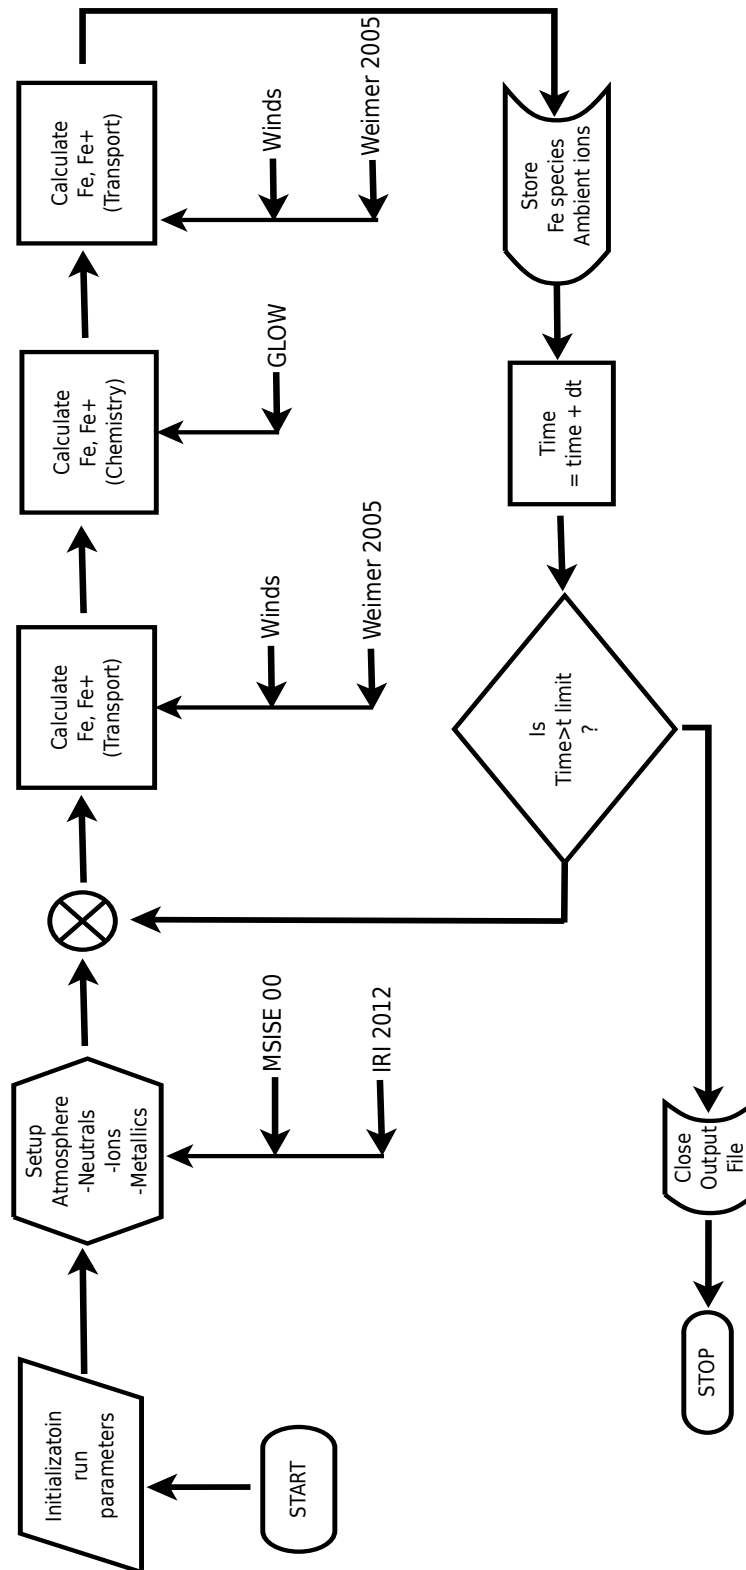 START
Initializatoin
run
parameters
Setup
Atmosphere
-Neutrals
-Ions
-Metallics
MSISE 00
IRI 2012
Calculate
Fe, Fe+
(Transport)
Winds
Weimer 2005
Calculate
Fe, Fe+
(Chemistry)
GLOW
Calculate
Fe, Fe+
(Transport)
Winds
Weimer 2005
Store
Fe species
Ambient ions
Time
= time + dt
Is
Time>t limit
?
Close
Output
File
STOP